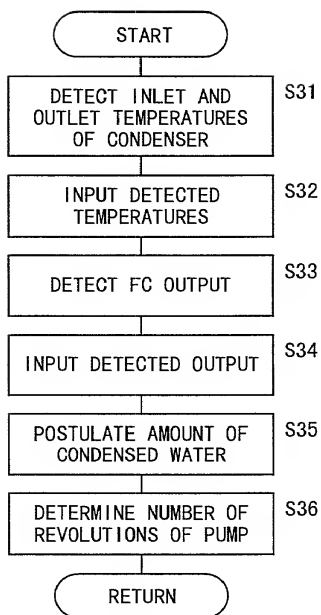 START
DETECT INLET AND S31
OUTLET TEMPERATURES
OF CONDENSER
INPUT DETECTED S32
TEMPERATURES
DETECT FC OUTPUT S33
INPUT DETECTED OUTPUT S34
POSTULATE AMOUNT OF S35
CONDENSED WATER
DETERMINE NUMBER OF S36
REVOLUTIONS OF PUMP
RETURN